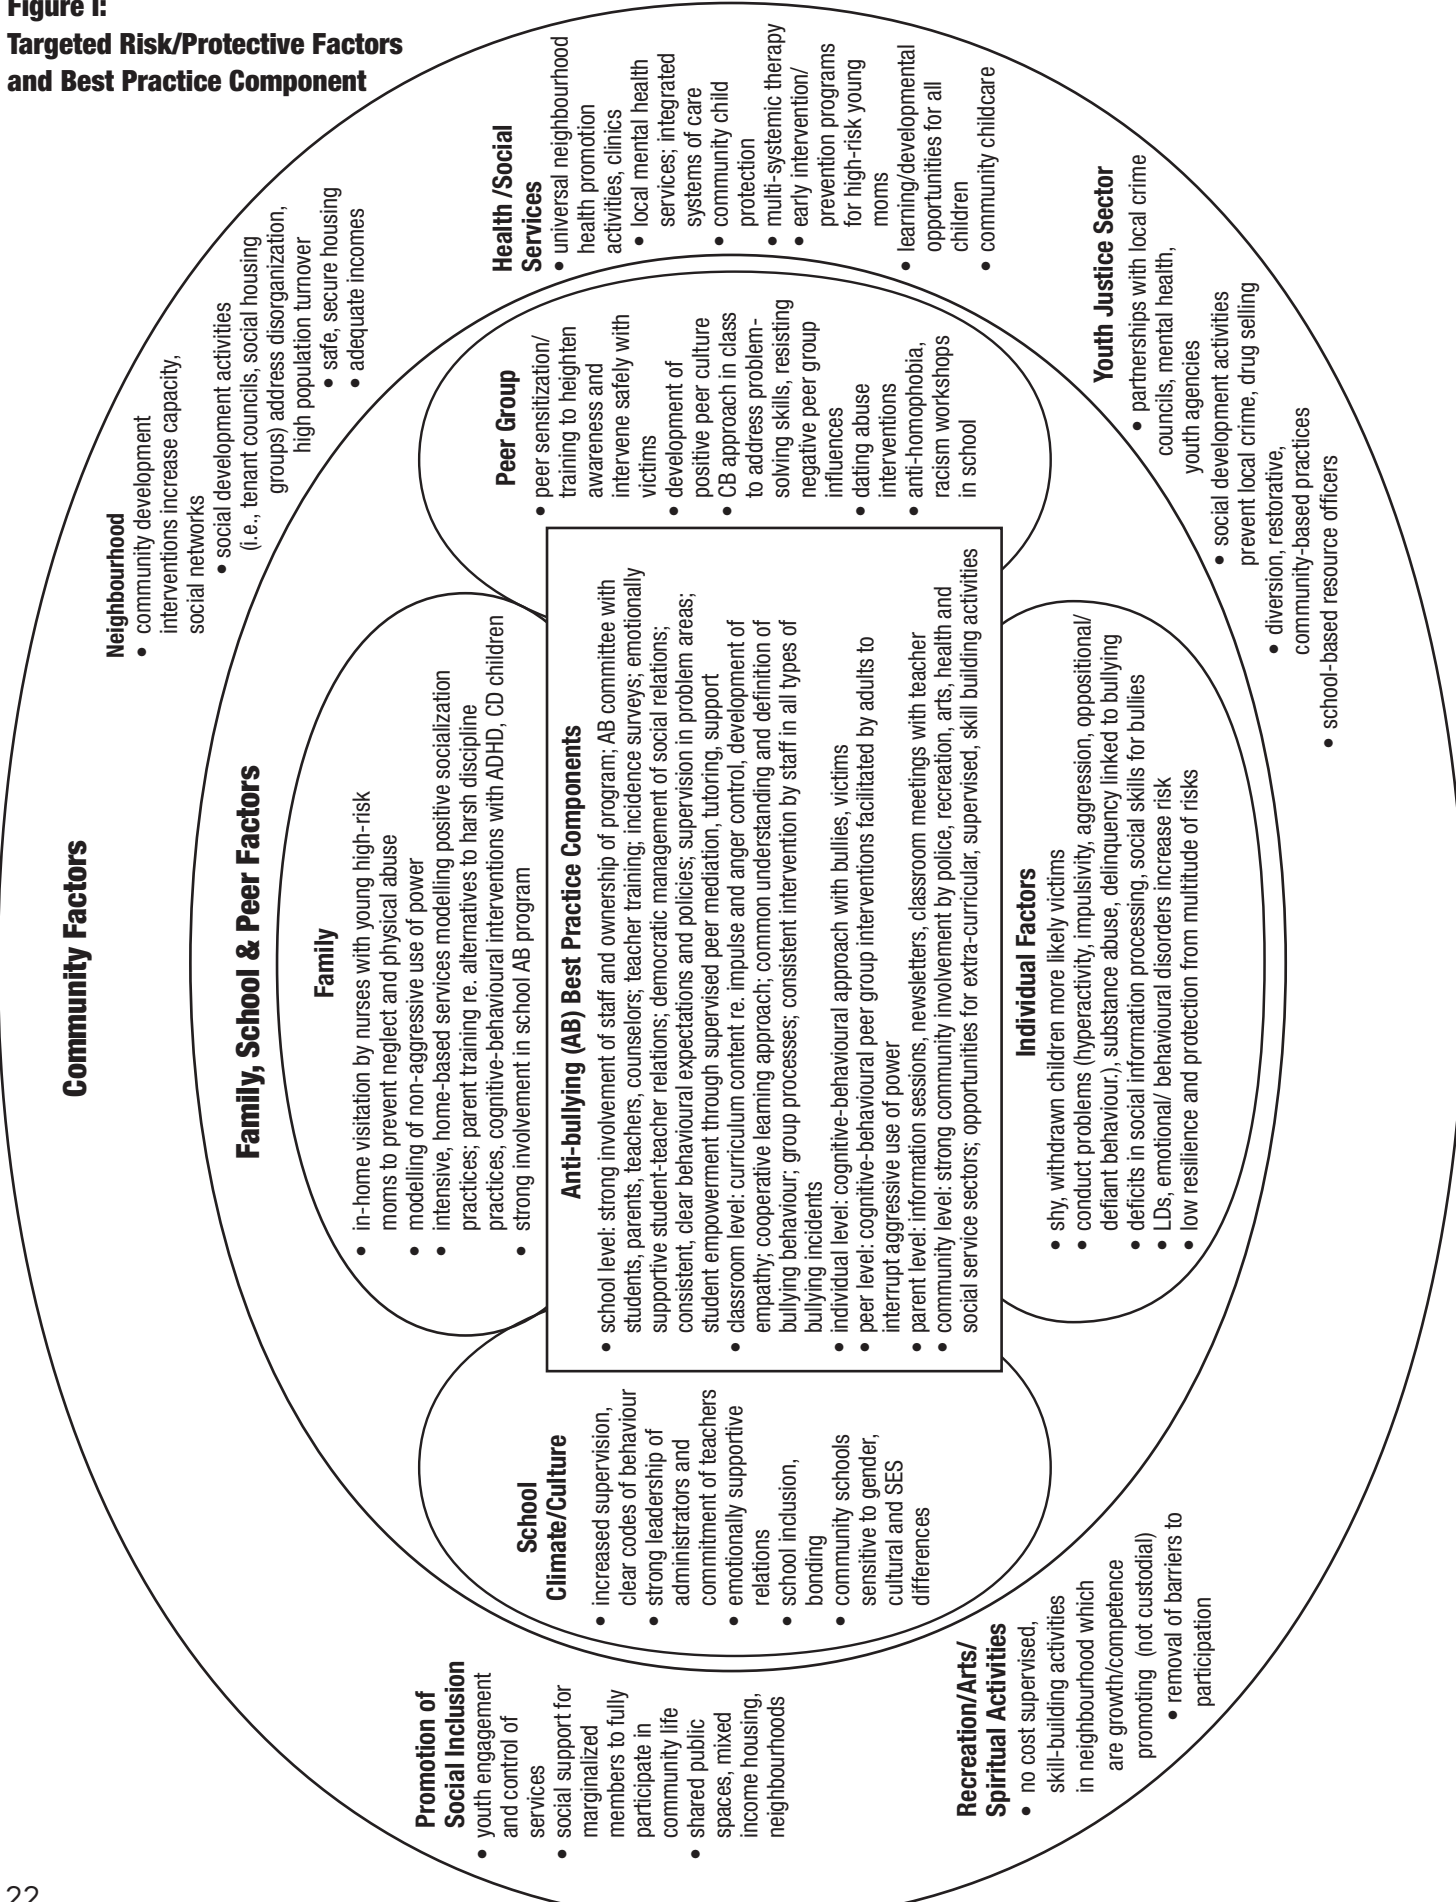 Figure I:
Targeted Risk/Protective Factors
and Best Practice Component
Community Factors
Neighbourhood
• community development
interventions increase capacity,
social networks
• social development activities
(i.e., tenant councils, social housing
groups) address disorganization,
high population turnover
• safe, secure housing
• adequate incomes
Family, School & Peer Factors
Family
• in-home visitation by nurses with young high-risk
moms to prevent neglect and physical abuse
• modelling of non-aggressive use of power
• intensive, home-based services modelling positive socialization
practices; parent training re. alternatives to harsh discipline
practices, cognitive-behavioural interventions with ADHD, CD children
• strong involvement in school AB program
Promotion of
Social Inclusion
• youth engagement
and control of
services
• social support for
marginalized
members to fully
participate in
community life
• shared public
spaces, mixed
income housing,
neighbourhoods
School
Climate/Culture
• increased supervision,
clear codes of behaviour
• strong leadership of
administrators and
commitment of teachers
• emotionally supportive
relations
• school inclusion,
bonding
• community schools
sensitive to gender,
cultural and SES
differences
Anti-bullying (AB) Best Practice Components
• school level: strong involvement of staff and ownership of program; AB committee with
students, parents, teachers, counselors; teacher training; incidence surveys; emotionally
supportive student-teacher relations; democratic management of social relations;
consistent, clear behavioural expectations and policies; supervision in problem areas;
student empowerment through supervised peer mediation, tutoring, support
• classroom level: curriculum content re. impulse and anger control, development of
empathy; cooperative learning approach; common understanding and definition of
bullying behaviour; group processes; consistent intervention by staff in all types of
bullying incidents
• individual level: cognitive-behavioural approach with bullies, victims
• peer level: cognitive-behavioural peer group interventions facilitated by adults to
interrupt aggressive use of power
• parent level: information sessions, newsletters, classroom meetings with teacher
• community level: strong community involvement by police, recreation, arts, health and
social service sectors; opportunities for extra-curricular, supervised, skill building activities
Peer Group
• peer sensitization/
training to heighten
awareness and
intervene safely with
victims
• development of
positive peer culture
• CB approach in class
to address problem-
solving skills, resisting
negative peer group
influences
• dating abuse
interventions
• anti-homophobia,
racism workshops
in school
Health /Social
Services
• universal neighbourhood
health promotion
activities, clinics
• local mental health
services; integrated
systems of care
• community child
protection
• multi-systemic therapy
• early intervention/
prevention programs
for high-risk young
moms
• learning/developmental
opportunities for all
children
• community childcare
Individual Factors
• shy, withdrawn children more likely victims
• conduct problems (hyperactivity, impulsivity, aggression, oppositional/
defiant behaviour.), substance abuse, delinquency linked to bullying
• deficits in social information processing, social skills for bullies
• LDs, emotional/ behavioural disorders increase risk
• low resilience and protection from multitude of risks
Recreation/Arts/
Spiritual Activities
• no cost supervised,
skill-building activities
in neighbourhood which
are growth/competence
promoting (not custodial)
• removal of barriers to
participation
Youth Justice Sector
• partnerships with local crime
councils, mental health,
youth agencies
• social development activities
prevent local crime, drug selling
• diversion, restorative,
community-based practices
• school-based resource officers
22